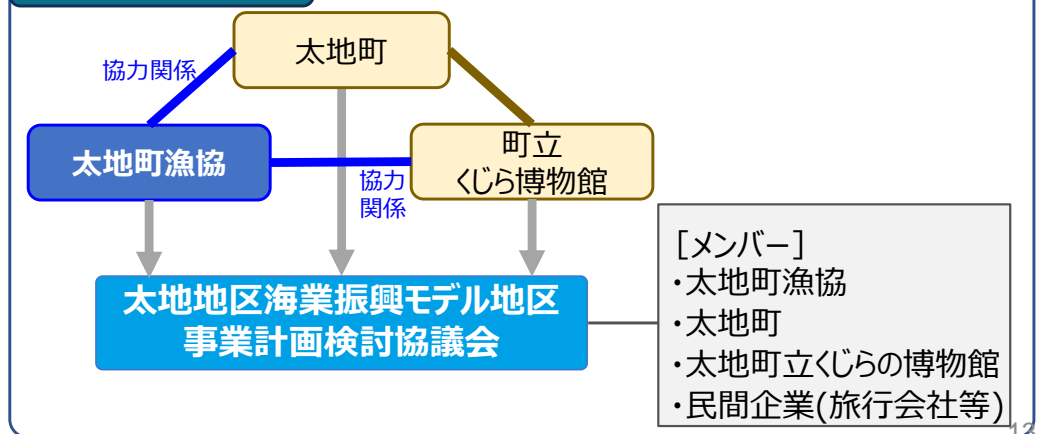 太地町
協力関係
太地町漁協
協力
関係
町立
くじら博物館
太地地区海業振興モデル地区
事業計画検討協議会
［メンバー］
・太地町漁協
・太地町
・太地町立くじらの博物館
・民間企業(旅行会社等)